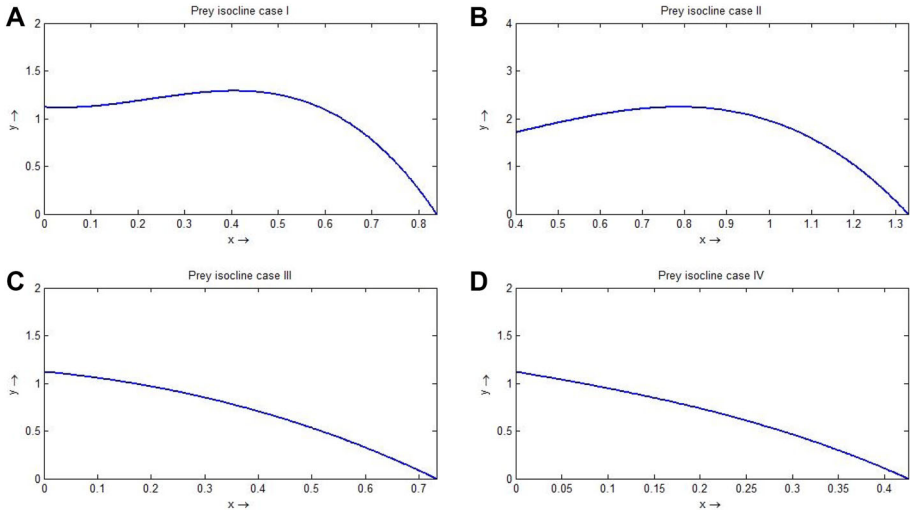 A
Prey isocline case I
2
1.5
1
0.5
0
y →
0 0.1 0.2 0.3 0.4 0.5 0.6 0.7 0.8
x →
B
Prey isocline case II
4
3
2
1
0
y →
0.4 0.5 0.6 0.7 0.8 0.9 1 1.1 1.2 1.3
x →
C
Prey isocline case III
2
1.5
1
0.5
0
y →
0 0.1 0.2 0.3 0.4 0.5 0.6 0.7
x →
D
Prey isocline case IV
2
1.5
1
0.5
0
y →
0 0.05 0.1 0.15 0.2 0.25 0.3 0.35 0.4
x →